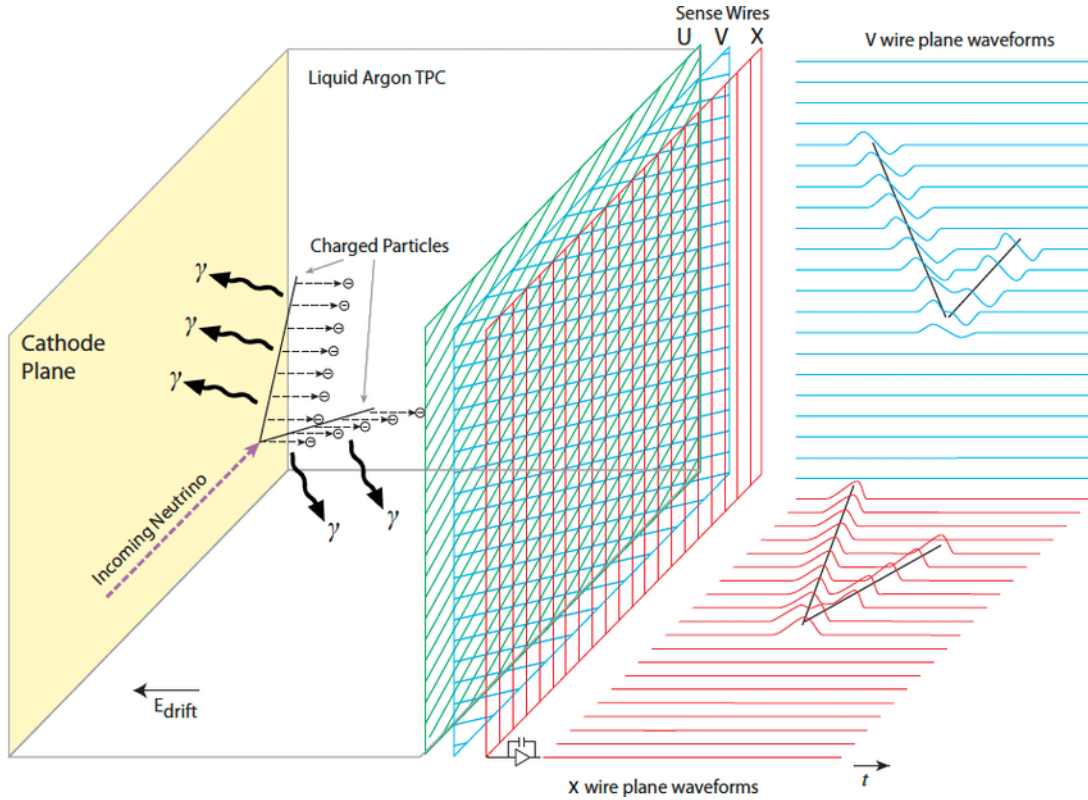 Sense Wires
U V X
V wire plane waveforms
Liquid Argon TPC
Charged Particles
γ
γ
γ
Cathode
Plane
Incoming Neutrino
γ
γ
Edrift
t
X wire plane waveforms